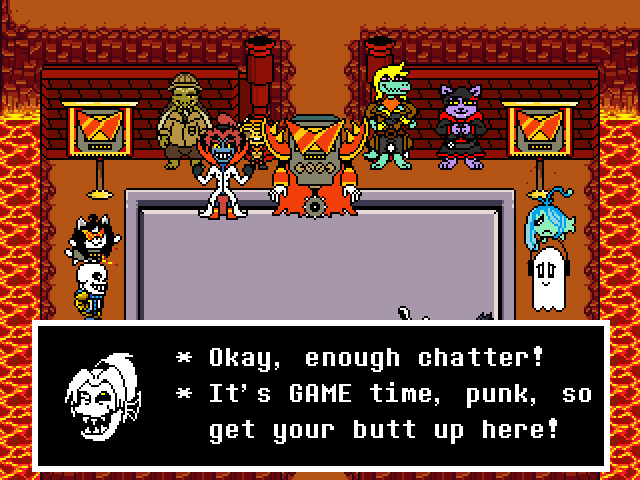 * Okay, enough chatter!
* It's GAME time, punk, so
get your butt up here!